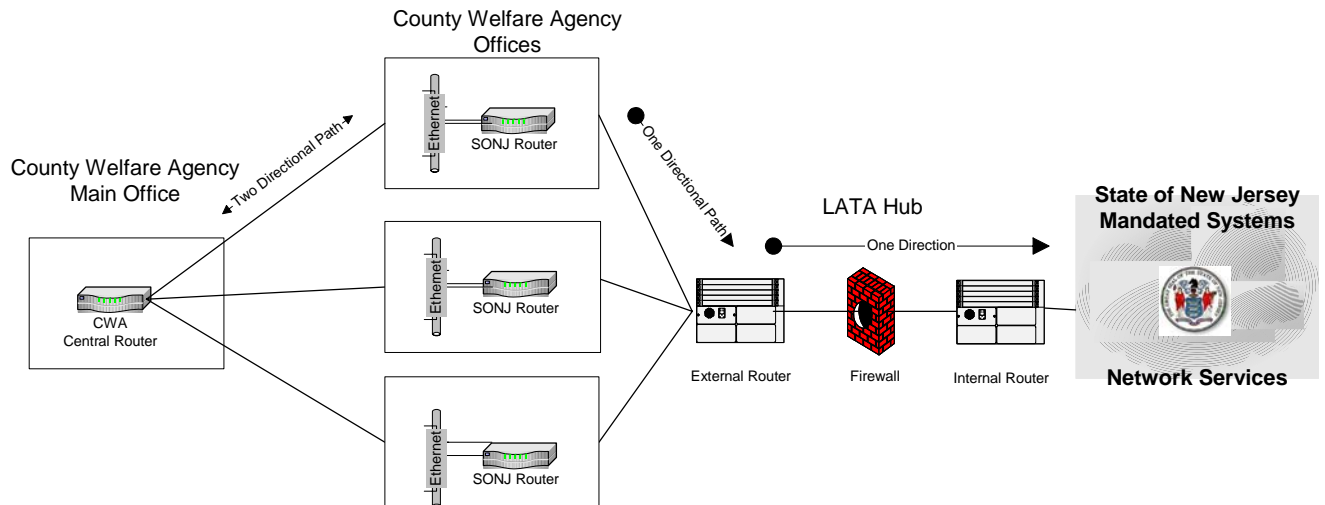 County Welfare Agency
Offices
County Welfare Agency
Main Office
Two Directional Path
Ethernet
SONJ Router
One Directional Path
LATA Hub
One Direction
State of New Jersey
Mandated Systems
CWA
Central Router
Ethernet
SONJ Router
External Router
Firewall
Internal Router
Network Services
Ethernet
SONJ Router